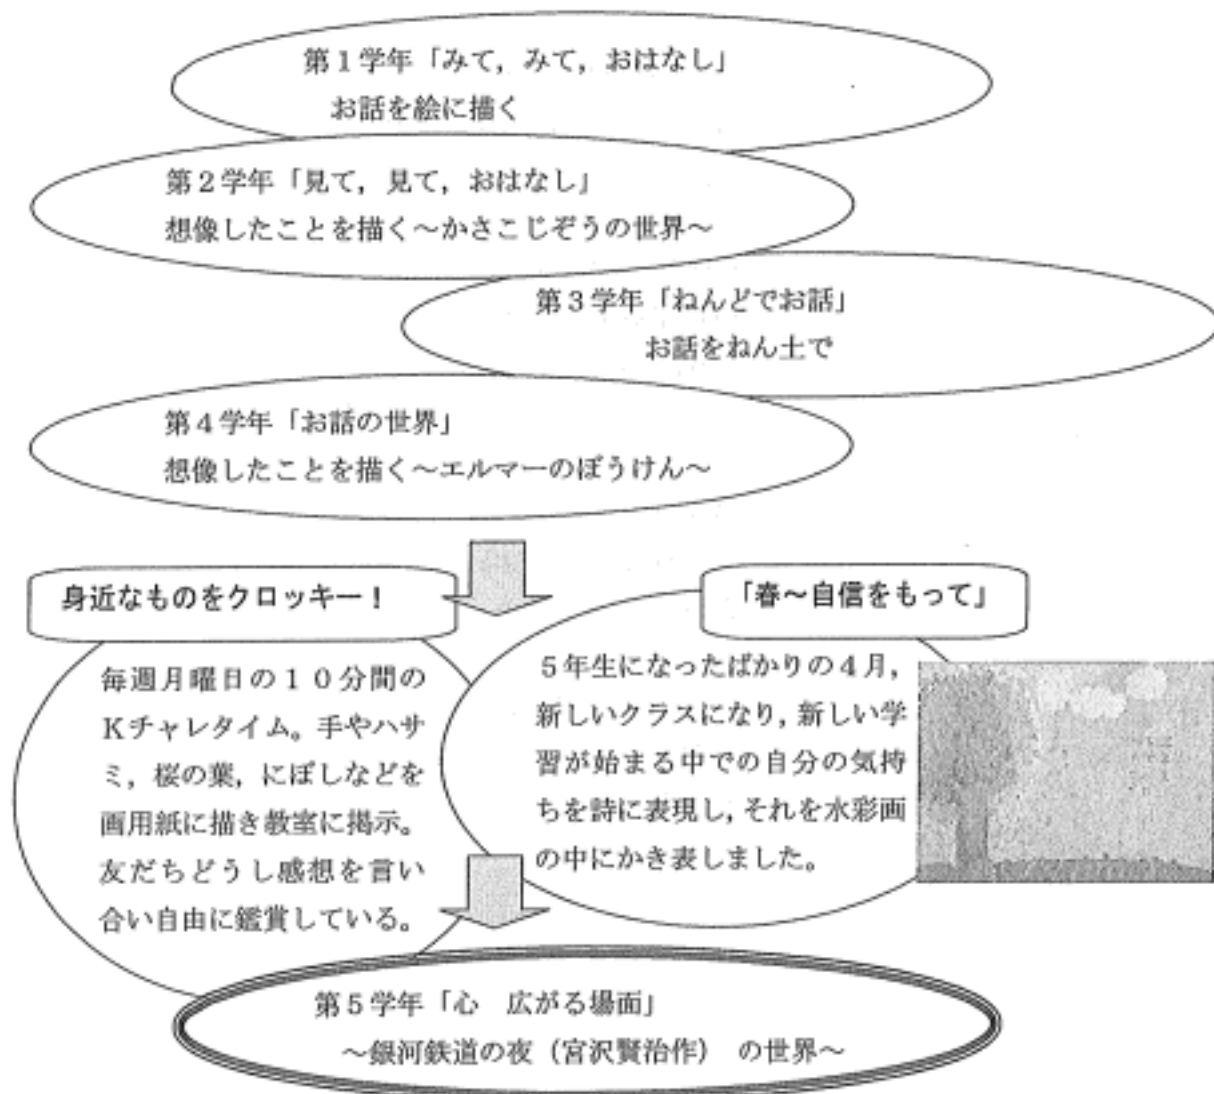 第１学年「みて，みて，おはなし」
お話を絵に描く
第２学年「見て，見て，おはなし」
想像したことを描く～かさこじぞうの世界～
第３学年「ねんどでお話」
お話をねん土で
第４学年「お話の世界」
想像したことを描く～エルマーのぼうけん～
身近なものをクロッキー！
毎週月曜日の１０分間の
Ｋチャレタイム。手やハサ
ミ，桜の葉，にぼしなどを
画用紙に描き教室に掲示。
友だちどうし感想を言い
合い自由に鑑賞している。
「春～自信をもって」
５年生になったばかりの４月，
新しいクラスになり，新しい学
習が始まる中での自分の気持
ちを詩に表現し，それを水彩画
の中にかき表しました。
第５学年「心　広がる場面」
～銀河鉄道の夜（宮沢賢治作）　の世界～